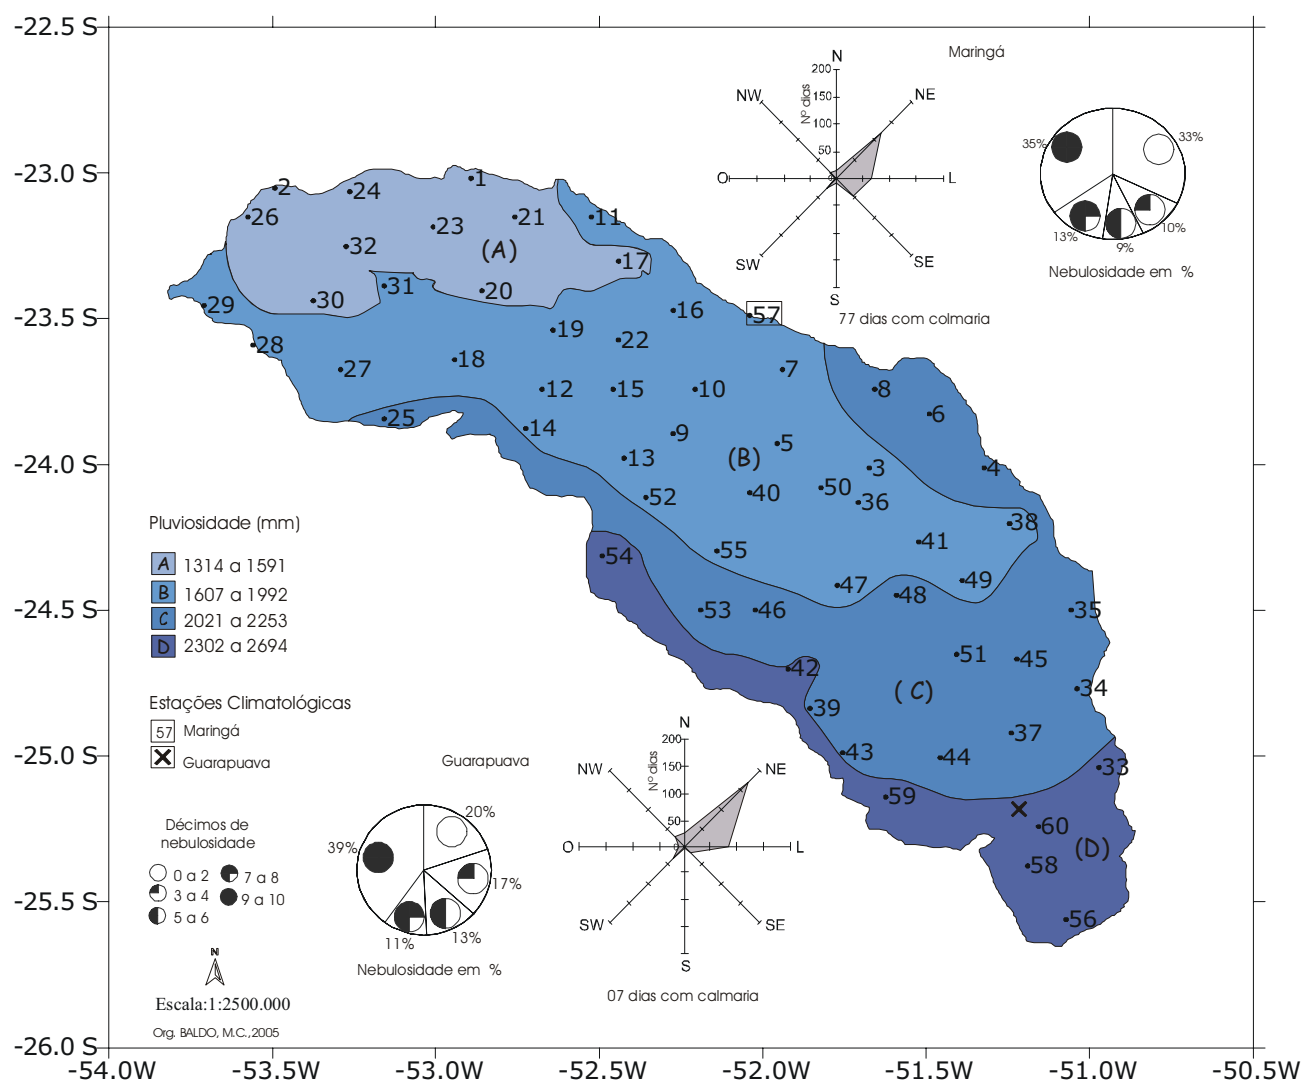 -22.5 S
-23.0 S
-23.5 S
-24.0 S
-24.5 S
-25.0 S
-25.5 S
-26.0 S
-54.0W
-53.5W
-53.0W
-52.5W
-52.0W
-51.5W
-51.0W
-50.5W
Maringá
N
200
150
100
50
Nº dias
NW
NE
O
L
SW
SE
S
77 dias com colmaria
35%
33%
13%
9%
10%
Nebulosidade em %
2
24
1
26
23
21
11
32
(A)
17
31
20
30
29
16
57
19
22
28
18
7
27
12
15
10
8
6
25
14
9
5
13
(B)
3
4
52
40
50
36
38
55
41
54
47
49
48
53
46
35
51
45
42
(C)
34
39
37
43
44
33
59
60
(D)
58
56
Pluviosidade (mm)
A 1314 a 1591
B 1607 a 1992
C 2021 a 2253
D 2302 a 2694
Estações Climatológicas
57 Maringá
Guarapuava
Décimos de
nebulosidade
0 a 2
7 a 8
3 a 4
9 a 10
5 a 6
N
Escala:1:2500.000
Org. BALDO, M.C.,2005
Guarapuava
39%
20%
17%
11%
13%
Nebulosidade em %
N
200
150
100
50
Nº dias
NW
NE
O
L
SW
SE
S
07 dias com calmaria